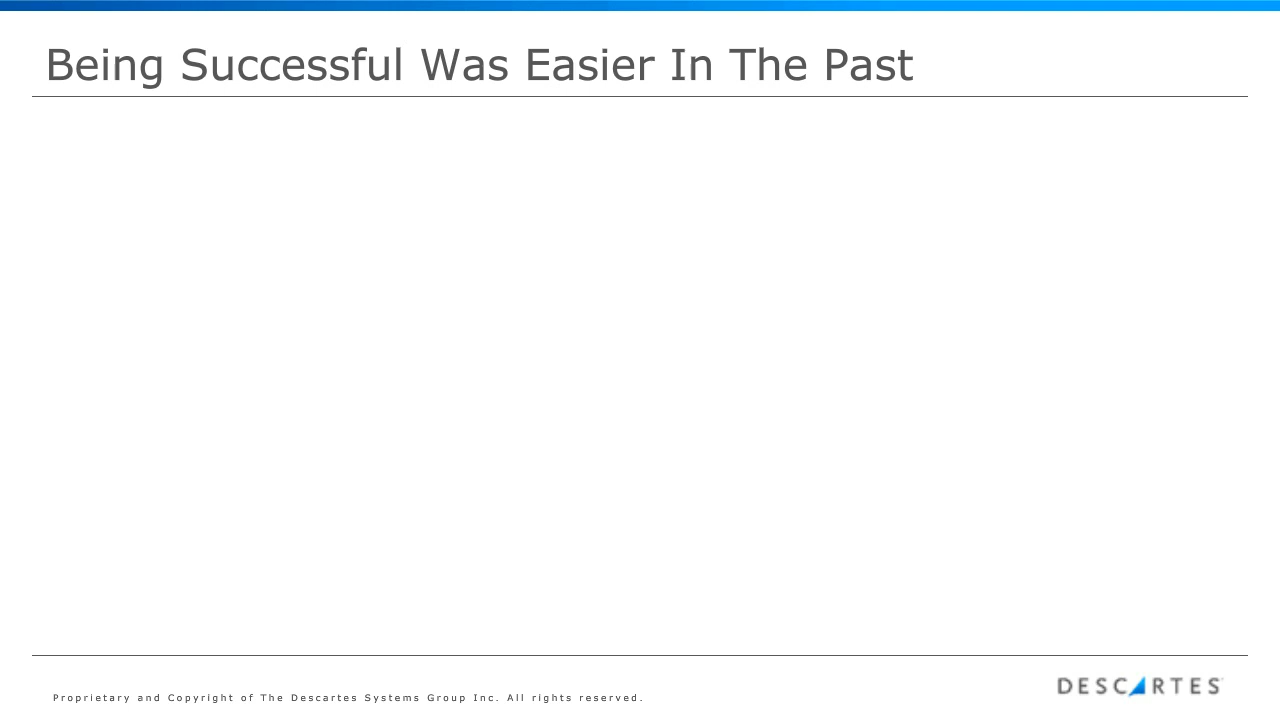 Being Successful Was Easier In The Past
Proprietary and Copyright of The Descartes Systems Group Inc. All rights reserved.
DESCARTES